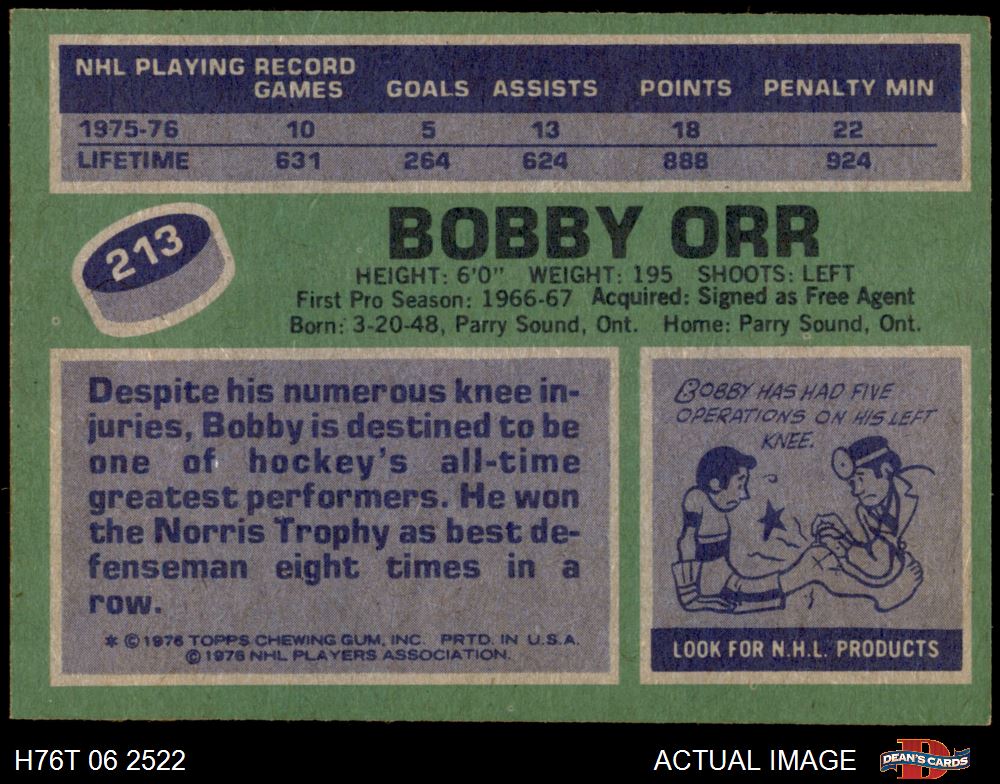 NHL PLAYING RECORD
GAMES GOALS ASSISTS POINTS PENALTY MIN
1975-76 10 5 13 18 22
LIFETIME 631 264 624 888 924
213
BOBBY ORR
HEIGHT: 6'0" WEIGHT: 195 SHOOTS: LEFT
First Pro Season: 1966-67 Acquired: Signed as Free Agent
Born: 3-20-48, Parry Sound, Ont. Home: Parry Sound, Ont.
Despite his numerous knee in-
juries, Bobby is destined to be
one of hockey's all-time
greatest performers. He won
the Norris Trophy as best de-
fenseman eight times in a
row.
* © 1976 TOPPS CHEWING GUM, INC. PRTD. IN U.S.A.
© 1976 NHL PLAYERS ASSOCIATION.
BOBBY HAS HAD FIVE
OPERATIONS ON HIS LEFT
KNEE.
LOOK FOR N.H.L. PRODUCTS
H76T 06 2522 ACTUAL IMAGE DEAN'S CARDS